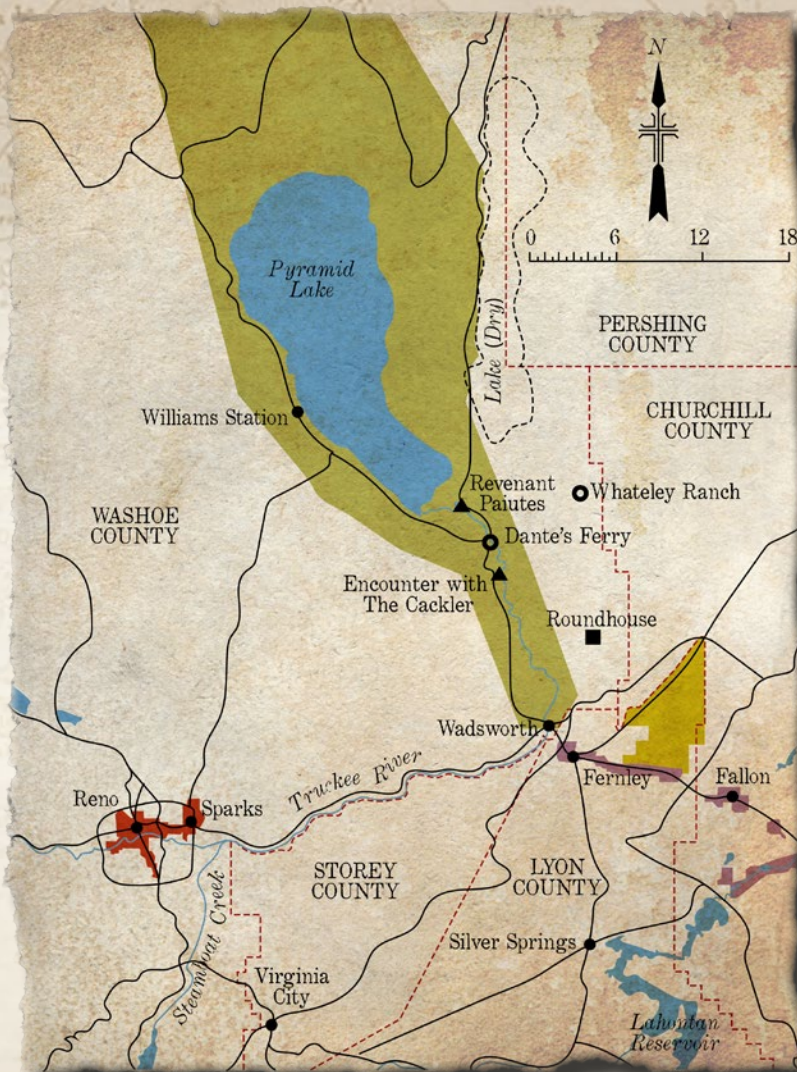 N
0 6 12 18
Pyramid
Lake
Lake (Dry)
PERSHING
COUNTY
CHURCHILL
COUNTY
Williams Station
Revenant
Paiutes
Whateley Ranch
WASHOE
COUNTY
Dante's Ferry
Encounter with
The Cackler
Roundhouse
Wadsworth
Fernley
Fallon
Truckee River
Reno
Sparks
STOREY
COUNTY
LYON
COUNTY
Steamboat Creek
Silver Springs
Virginia
City
Lahontan
Reservoir